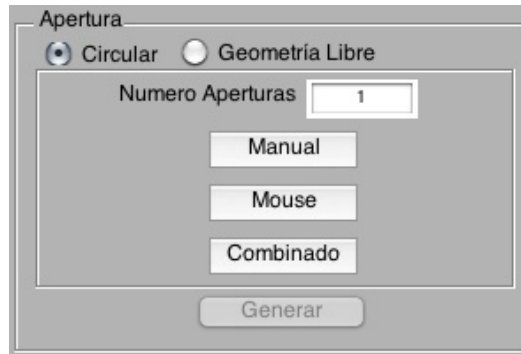 Apertura
Circular Geometría Libre
Numero Aperturas 1
Manual
Mouse
Combinado
Generar